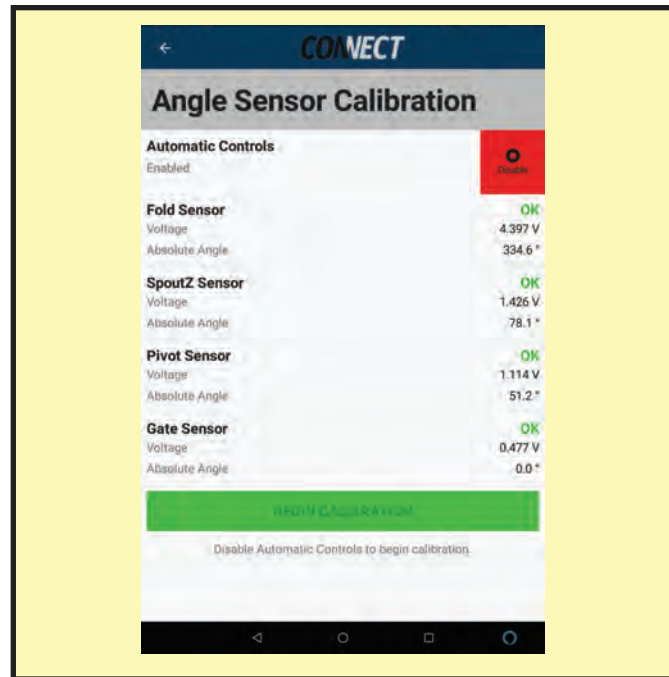 CONNECT
Angle Sensor Calibration
Automatic Controls
Enabled
Disable
Fold Sensor OK
Voltage 4.397 V
Absolute Angle 334.6 °
SpoutZ Sensor OK
Voltage 1.426 V
Absolute Angle 78.1 °
Pivot Sensor OK
Voltage 1.114 V
Absolute Angle 51.2 °
Gate Sensor OK
Voltage 0.477 V
Absolute Angle 0.0 °
BEGIN CALIBRATION
Disable Automatic Controls to begin calibration.